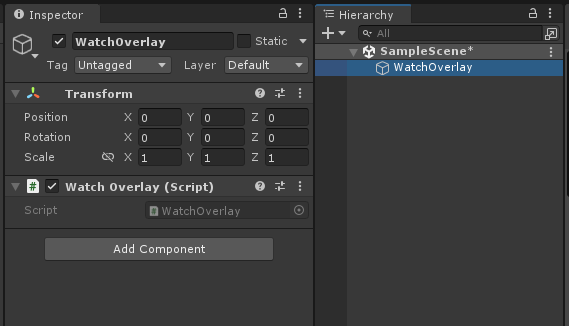 Inspector
WatchOverlay
Static
Tag Untagged Layer Default
Transform
Position X 0 Y 0 Z 0
Rotation X 0 Y 0 Z 0
Scale X 1 Y 1 Z 1
# Watch Overlay (Script)
Script # WatchOverlay
Add Component
Hierarchy
All
SampleScene*
WatchOverlay